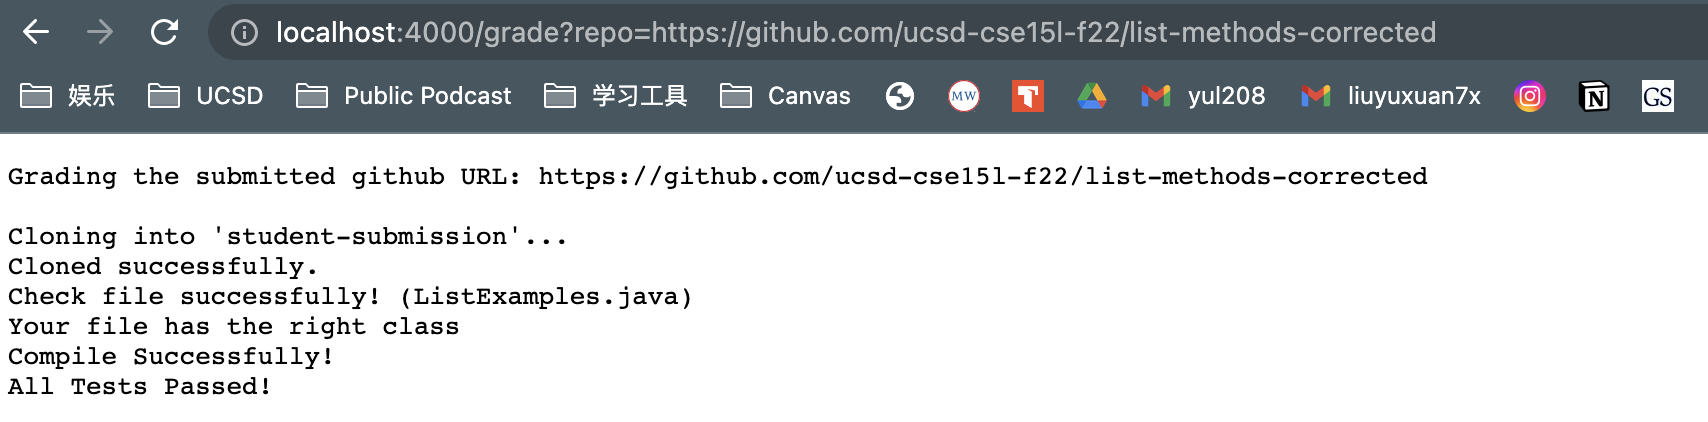 localhost:4000/grade?repo=https://github.com/ucsd-cse15l-f22/list-methods-corrected
娱乐 UCSD Public Podcast 学习工具 Canvas MW T yul208 liuyuxuan7x N GS
Grading the submitted github URL: https://github.com/ucsd-cse15l-f22/list-methods-corrected
Cloning into 'student-submission'...
Cloned successfully.
Check file successfully! (ListExamples.java)
Your file has the right class
Compile Successfully!
All Tests Passed!